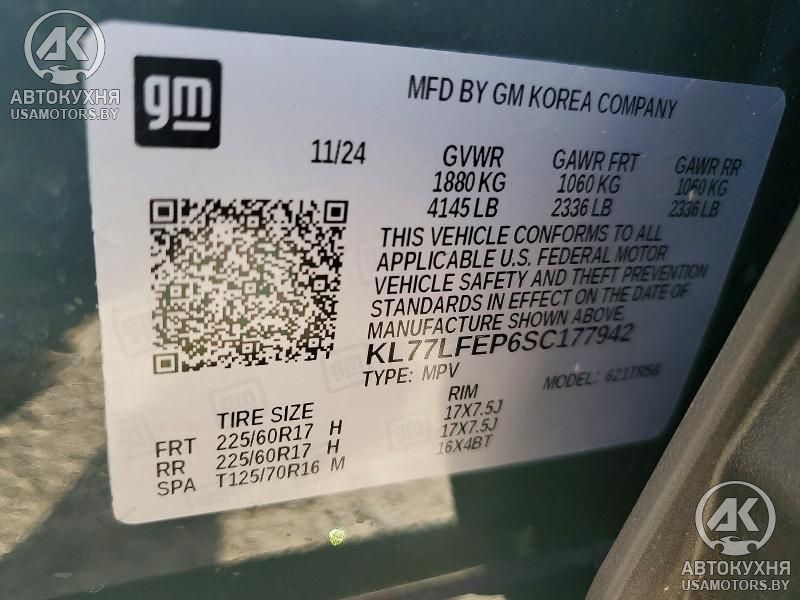 AK
АВТОКУХНЯ
USAMOTORS.BY
gm
MFD BY GM KOREA COMPANY
11/24 GVWR GAWR FRT GAWR RR
1880 KG 1060 KG 1060 KG
4145 LB 2336 LB 2336 LB
THIS VEHICLE CONFORMS TO ALL
APPLICABLE U.S. FEDERAL MOTOR
VEHICLE SAFETY AND THEFT PREVENTION
STANDARDS IN EFFECT ON THE DATE OF
MANUFACTURE SHOWN ABOVE.
KL77LFEP6SC177942
TYPE: MPV MODEL: 621TR58
TIRE SIZE RIM
FRT 225/60R17 H 17X7.5J
RR 225/60R17 H 17X7.5J
SPA T125/70R16 M 16X4BT
AK
АВТОКУХНЯ
USAMOTORS.BY